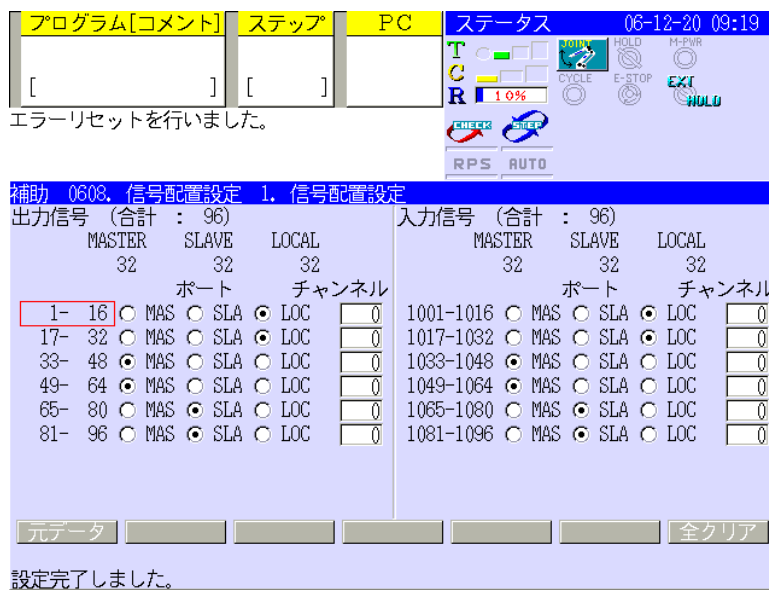 プログラム[コメント] ステップ PC ステータス 06-12-20 09:19
T JOINT HOLD M-PWR
[ ] [ ] C CYCLE E-STOP EXT
R 10% HOLD
エラーリセットを行いました。
CHECK STEP
RPS AUTO
補助 0608. 信号配置設定 1. 信号配置設定
出力信号 (合計 : 96) 入力信号 (合計 : 96)
MASTER SLAVE LOCAL MASTER SLAVE LOCAL
32 32 32 32 32 32
ポート チャンネル ポート チャンネル
1- 16 MAS SLA LOC 0 1001-1016 MAS SLA LOC 0
17- 32 MAS SLA LOC 0 1017-1032 MAS SLA LOC 0
33- 48 MAS SLA LOC 0 1033-1048 MAS SLA LOC 0
49- 64 MAS SLA LOC 0 1049-1064 MAS SLA LOC 0
65- 80 MAS SLA LOC 0 1065-1080 MAS SLA LOC 0
81- 96 MAS SLA LOC 0 1081-1096 MAS SLA LOC 0
元データ 全クリア
設定完了しました。